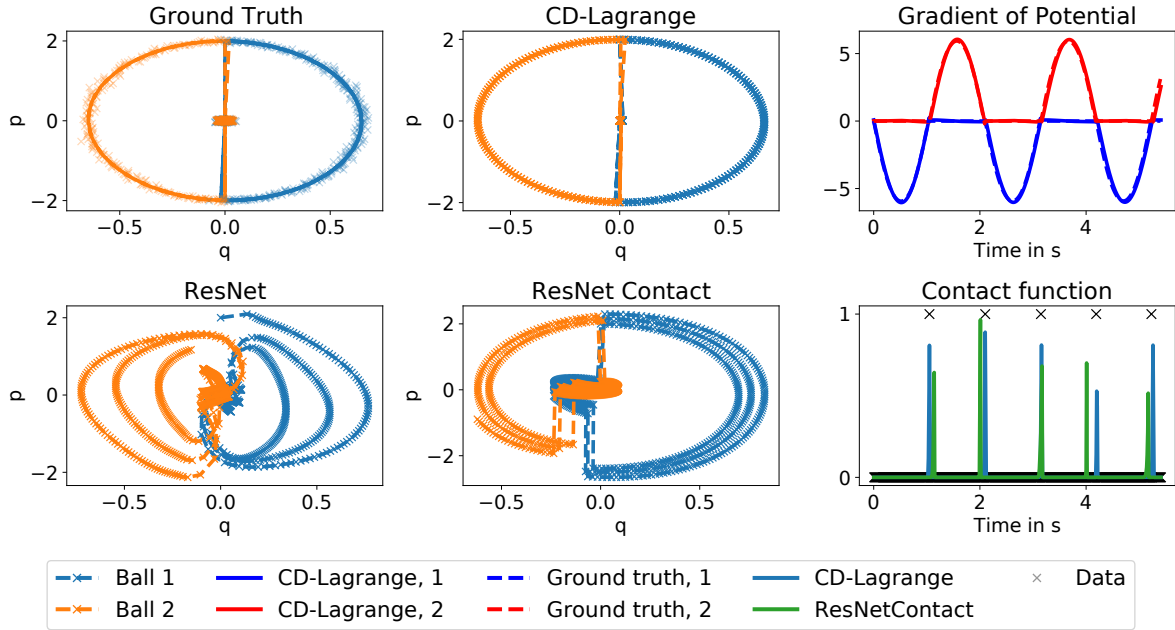 Ground Truth
CD-Lagrange
Gradient of Potential
2
0
−2
p
−0.5
0.0
0.5
q
2
0
−2
p
−0.5
0.0
0.5
q
5
0
−5
0
2
4
Time in s
ResNet
ResNet Contact
Contact function
2
0
−2
p
−0.5
0.0
0.5
q
2
0
−2
p
−0.5
0.0
0.5
q
1
0
0
2
4
Time in s
Ball 1
CD-Lagrange, 1
Ground truth, 1
CD-Lagrange
Data
Ball 2
CD-Lagrange, 2
Ground truth, 2
ResNetContact